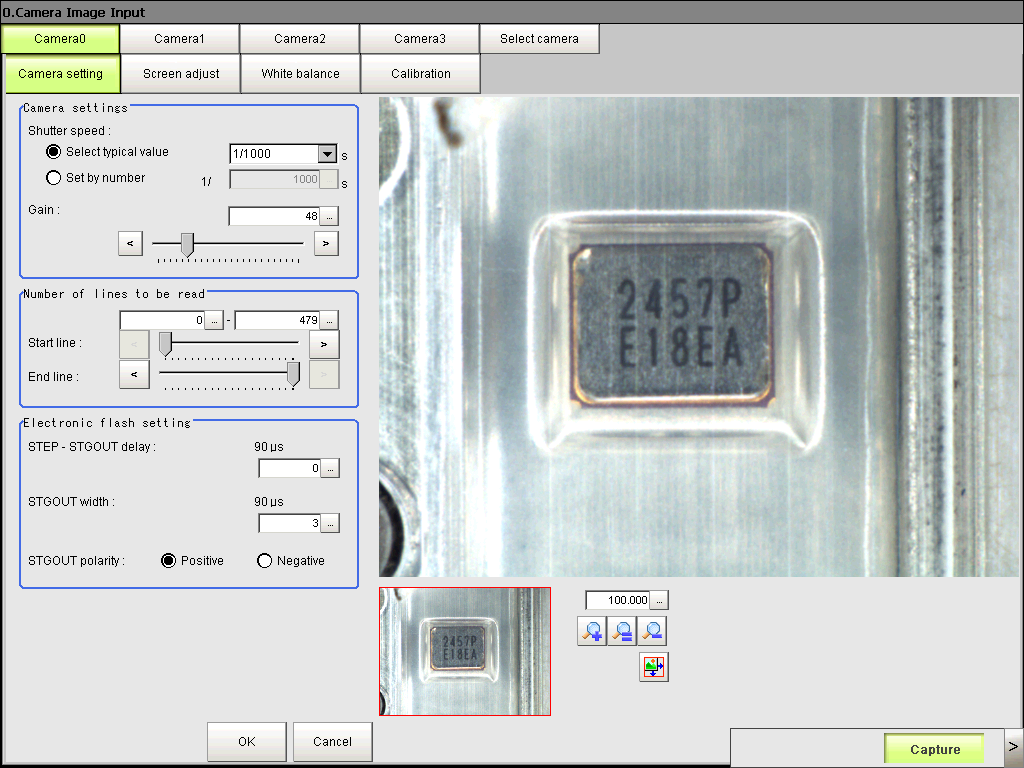 0.Camera Image Input
Camera0
Camera1
Camera2
Camera3
Select camera
Camera setting
Screen adjust
White balance
Calibration
Camera settings
Shutter speed :
Select typical value
1/1000
s
Set by number
1/
1000
s
Gain :
48
...
<
>
Number of lines to be read
0
...
-
479
...
Start line :
<
>
End line :
<
>
Electronic flash setting
STEP - STGOUT delay :
90 µs
0
...
STGOUT width :
90 µs
3
...
STGOUT polarity :
Positive
Negative
OK
Cancel
2457P
E18EA
2457P
E18EA
100.000
...
Capture
>